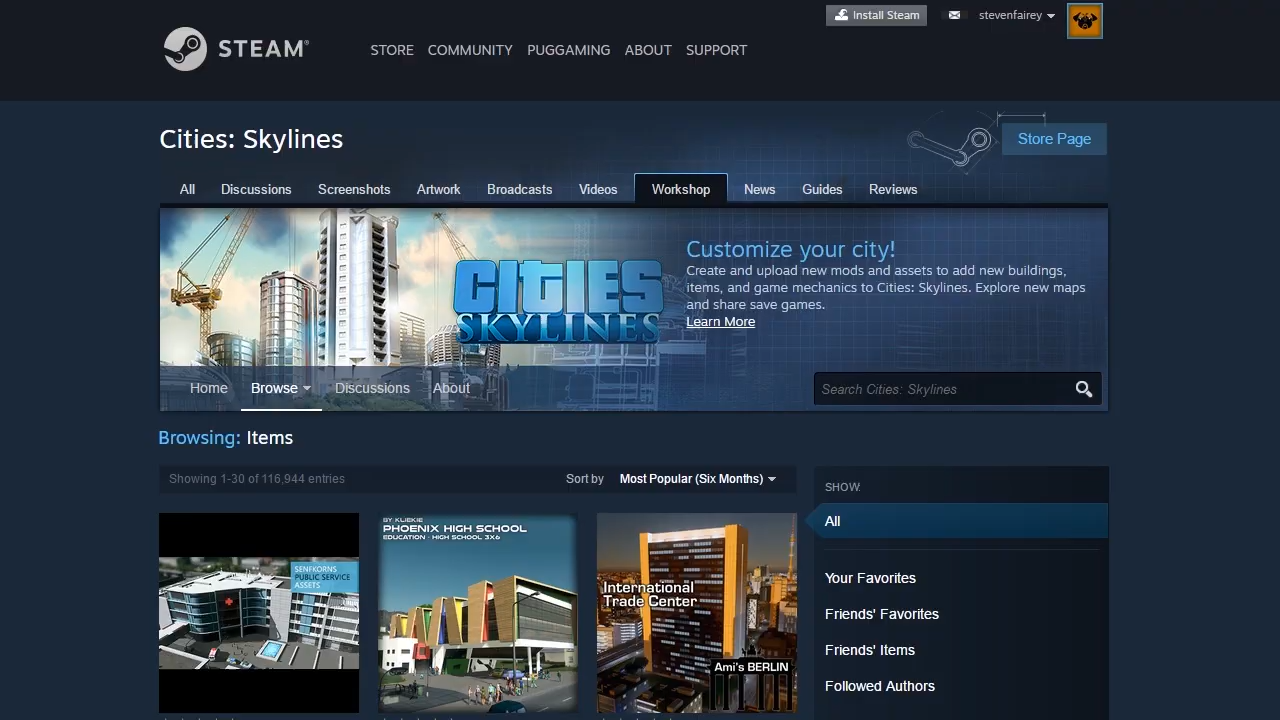 Install Steam
stevenfairey
STEAM
STORE COMMUNITY PUGGAMING ABOUT SUPPORT
Cities: Skylines
Store Page
All Discussions Screenshots Artwork Broadcasts Videos Workshop News Guides Reviews
CITIES
SKYLINES
Customize your city!
Create and upload new mods and assets to add new buildings,
items, and game mechanics to Cities: Skylines. Explore new maps
and share save games.
Learn More
Home Browse Discussions About
Search Cities: Skylines
Browsing: Items
Showing 1-30 of 116,944 entries
Sort by Most Popular (Six Months)
SENFKORNS
PUBLIC SERVICE
ASSETS
BY KLIEKIE
PHOENIX HIGH SCHOOL
EDUCATION - HIGH SCHOOL 3X6
International
Trade Center
Ami's BERLIN
SHOW:
All
Your Favorites
Friends' Favorites
Friends' Items
Followed Authors